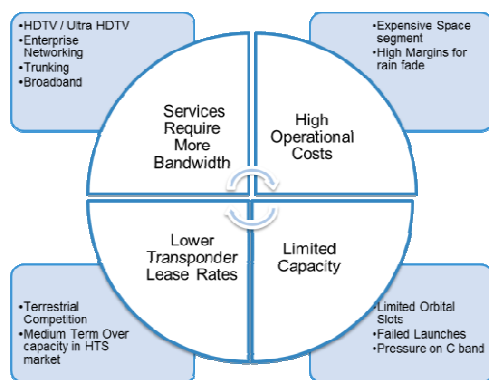 •HDTV / Ultra HDTV
•Enterprise
Networking
•Trunking
•Broadband
•Expensive Space
segment
•High Margins for
rain fade
Services
Require
More
Bandwidth
High
Operational
Costs
Lower
Transponder
Lease Rates
Limited
Capacity
•Terrestrial
Competition
•Medium Term Over
capacity in HTS
market
•Limited Orbital
Slots
•Failed Launches
•Pressure on C band